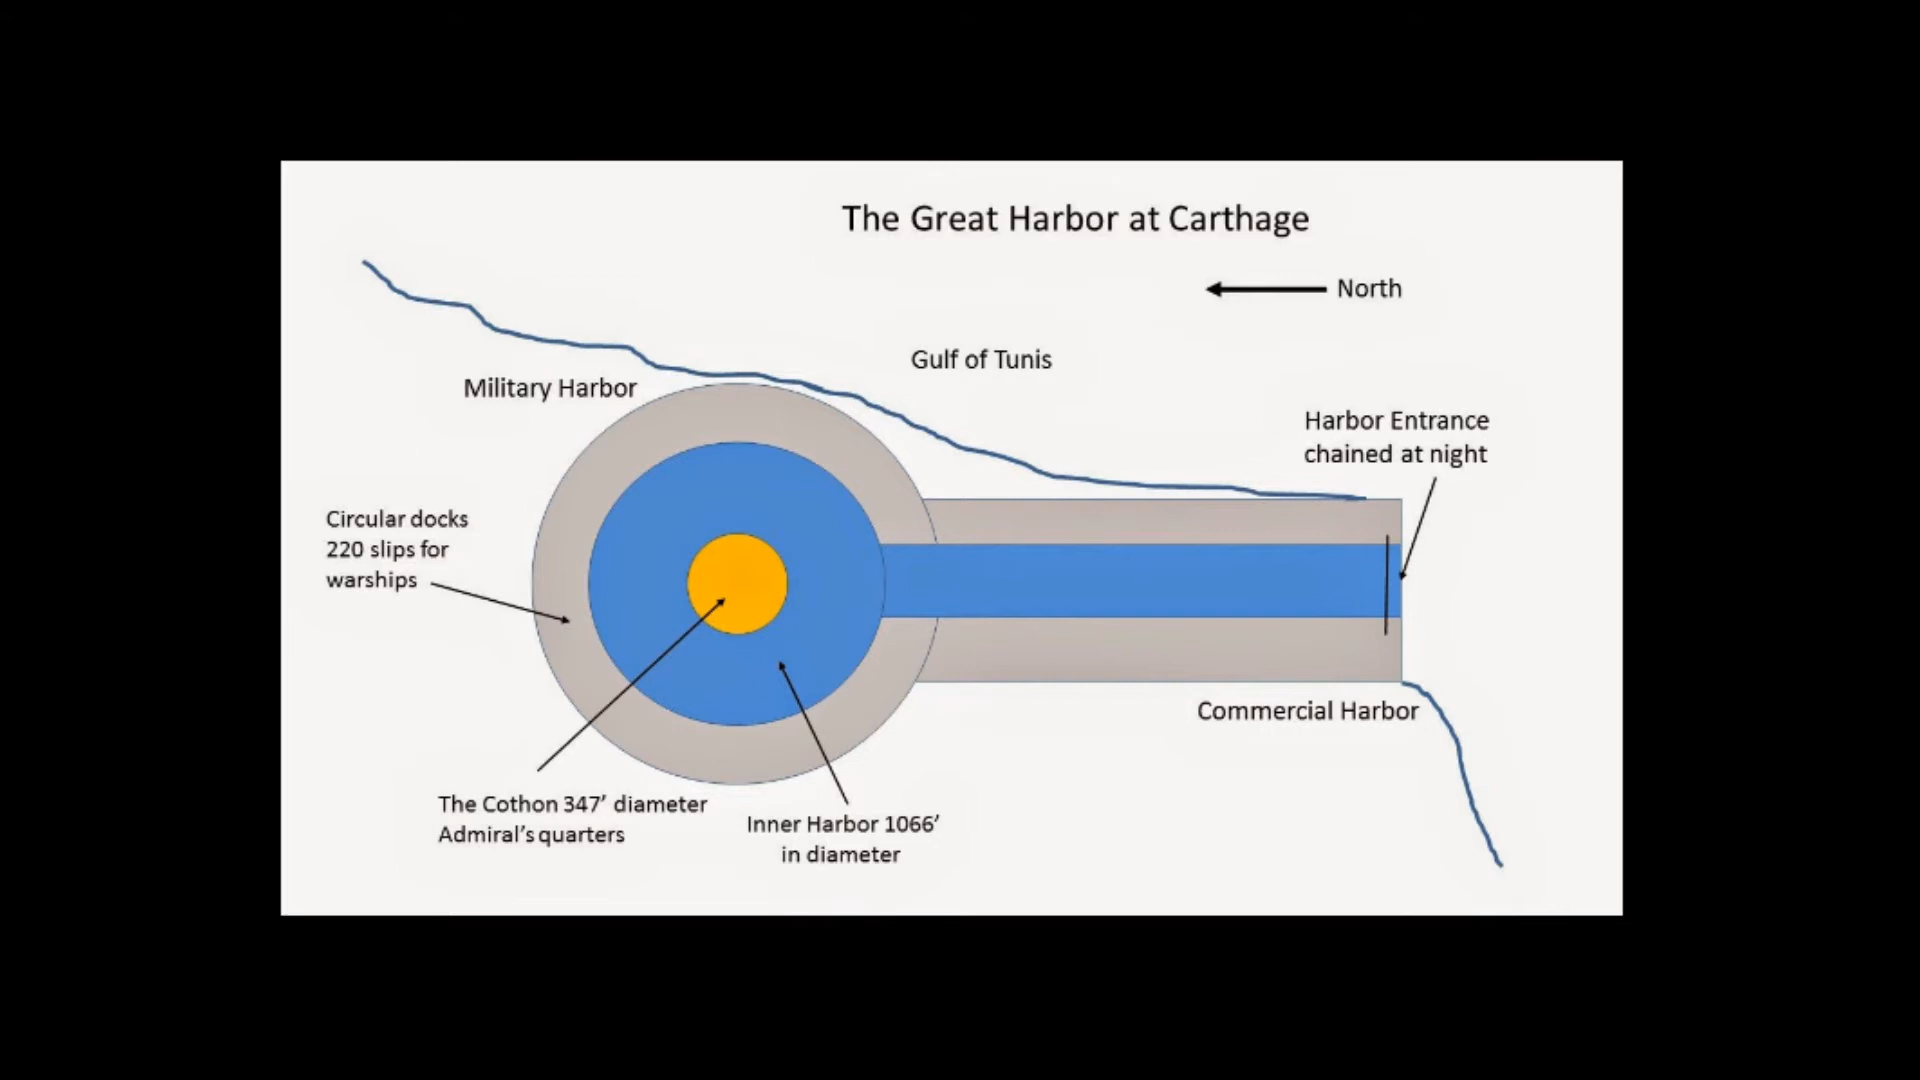 The Great Harbor at Carthage
North
Gulf of Tunis
Military Harbor
Harbor Entrance
chained at night
Circular docks
220 slips for
warships
Commercial Harbor
The Cothon 347’ diameter
Admiral’s quarters
Inner Harbor 1066’
in diameter